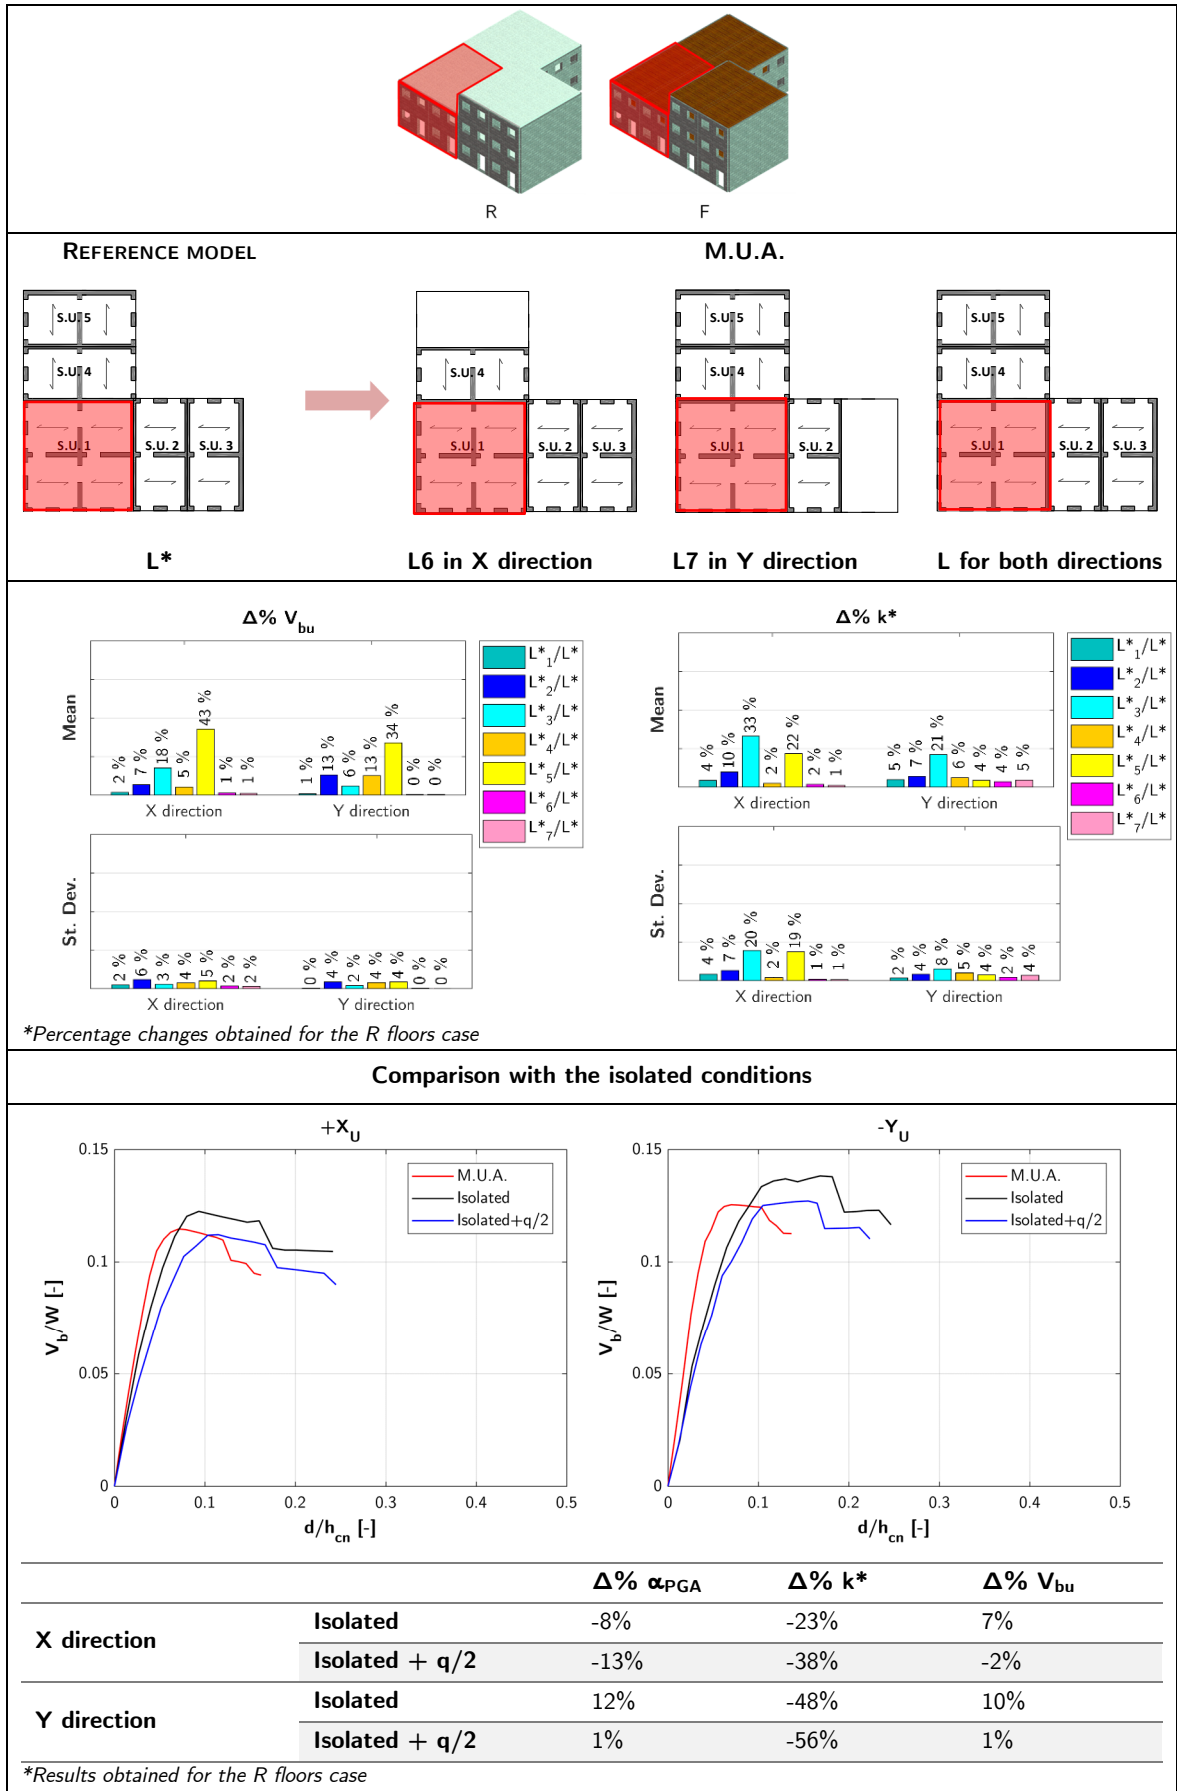 R F
REFERENCE MODEL M.U.A.
S.U. 5 S.U. 5 S.U. 5
S.U. 4 S.U. 4 S.U. 4 S.U. 4
S.U. 1 S.U. 2 S.U. 3 S.U. 1 S.U. 2 S.U. 3 S.U. 1 S.U. 2 S.U. 1 S.U. 2 S.U. 3
L* L6 in X direction L7 in Y direction L for both directions
Δ% Vbu
Mean
2 % 7 % 18 % 5 % 43 % 1 % 1 %
1 % 13 % 6 % 13 % 34 % 0 % 0 %
X direction Y direction
L*1/L*
L*2/L*
L*3/L*
L*4/L*
L*5/L*
L*6/L*
L*7/L*
St. Dev.
2 % 6 % 3 % 4 % 5 % 2 % 2 %
0 % 4 % 2 % 4 % 4 % 0 % 0 %
X direction Y direction
Δ% k*
Mean
4 % 10 % 33 % 2 % 22 % 2 % 1 %
5 % 7 % 21 % 6 % 4 % 4 % 5 %
X direction Y direction
L*1/L*
L*2/L*
L*3/L*
L*4/L*
L*5/L*
L*6/L*
L*7/L*
St. Dev.
4 % 7 % 20 % 2 % 19 % 1 % 1 %
2 % 4 % 8 % 5 % 4 % 2 % 4 %
X direction Y direction
*Percentage changes obtained for the R floors case
Comparison with the isolated conditions
+XU
0.15
0.1
0.05
0
Vb/W [-]
M.U.A.
Isolated
Isolated+q/2
0 0.1 0.2 0.3 0.4 0.5
d/hcn [-]
-YU
0.15
0.1
0.05
0
Vb/W [-]
M.U.A.
Isolated
Isolated+q/2
0 0.1 0.2 0.3 0.4 0.5
d/hcn [-]
Δ% αPGA Δ% k* Δ% Vbu
X direction Isolated -8% -23% 7%
Isolated + q/2 -13% -38% -2%
Y direction Isolated 12% -48% 10%
Isolated + q/2 1% -56% 1%
*Results obtained for the R floors case